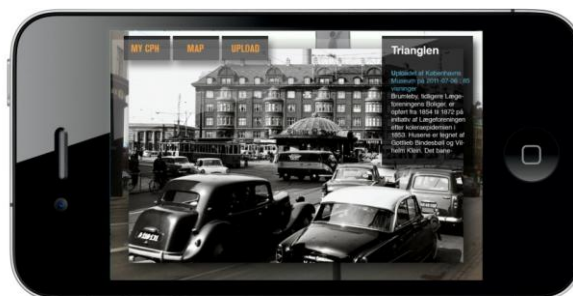 MY CPH
MAP
UPLOAD
Trianglen
Uploadet af Københavns
Museum på 2011-07-06
visninger
Brumleby, tidligere Læge-
foreningens Boliger, er
opført fra 1854 til 1872 på
initiativ af Lægeforeningen
efter koleraepidemien i
1853. Husene er tegnet af
Gottlieb Bindesbøll og Vil-
helm Klein. Det bane-